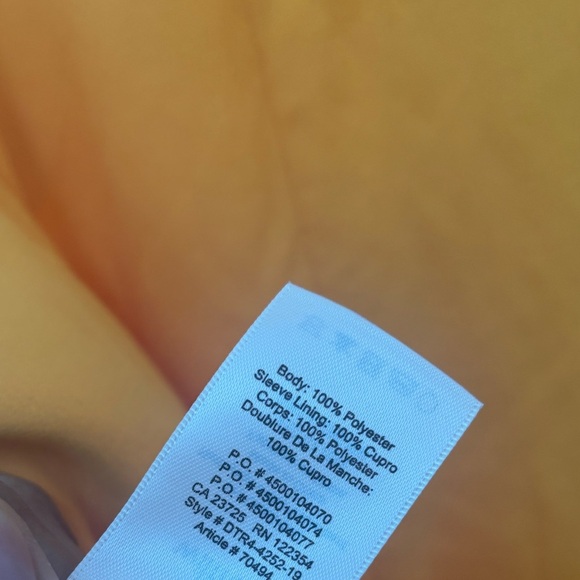 Body: 100% Polyester
Sleeve Lining: 100% Cupro
Corps: 100% Polyester
Doublure De La Manche:
100% Cupro
P.O. # 4500104070
P.O. # 4500104074
P.O. # 4500104077
CA 23725 RN 122354
Style # DTR4-4252-19
Article # 70494